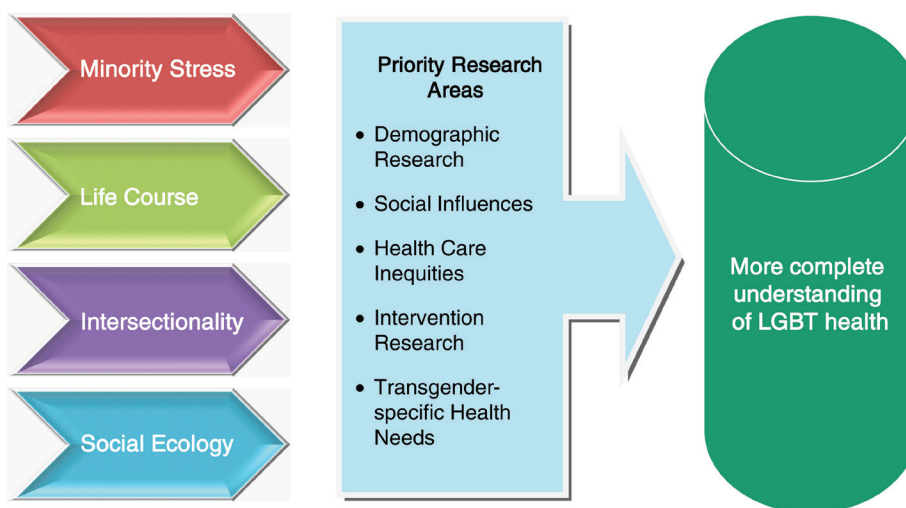 Minority Stress
Life Course
Intersectionality
Social Ecology
Priority Research
Areas
• Demographic
Research
• Social Influences
• Health Care
Inequities
• Intervention
Research
• Transgender-
specific Health
Needs
More complete
understanding
of LGBT health